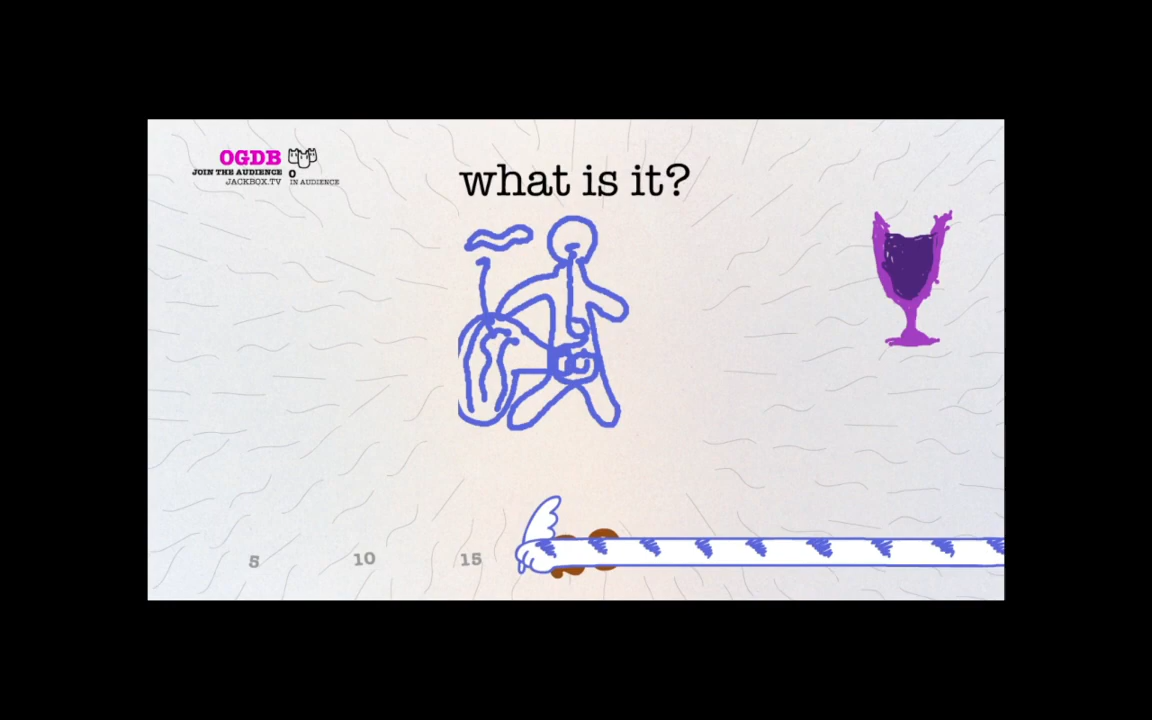 OGDB
JOIN THE AUDIENCE
JACKBOX.TV
0
IN AUDIENCE
what is it?
5 10 15